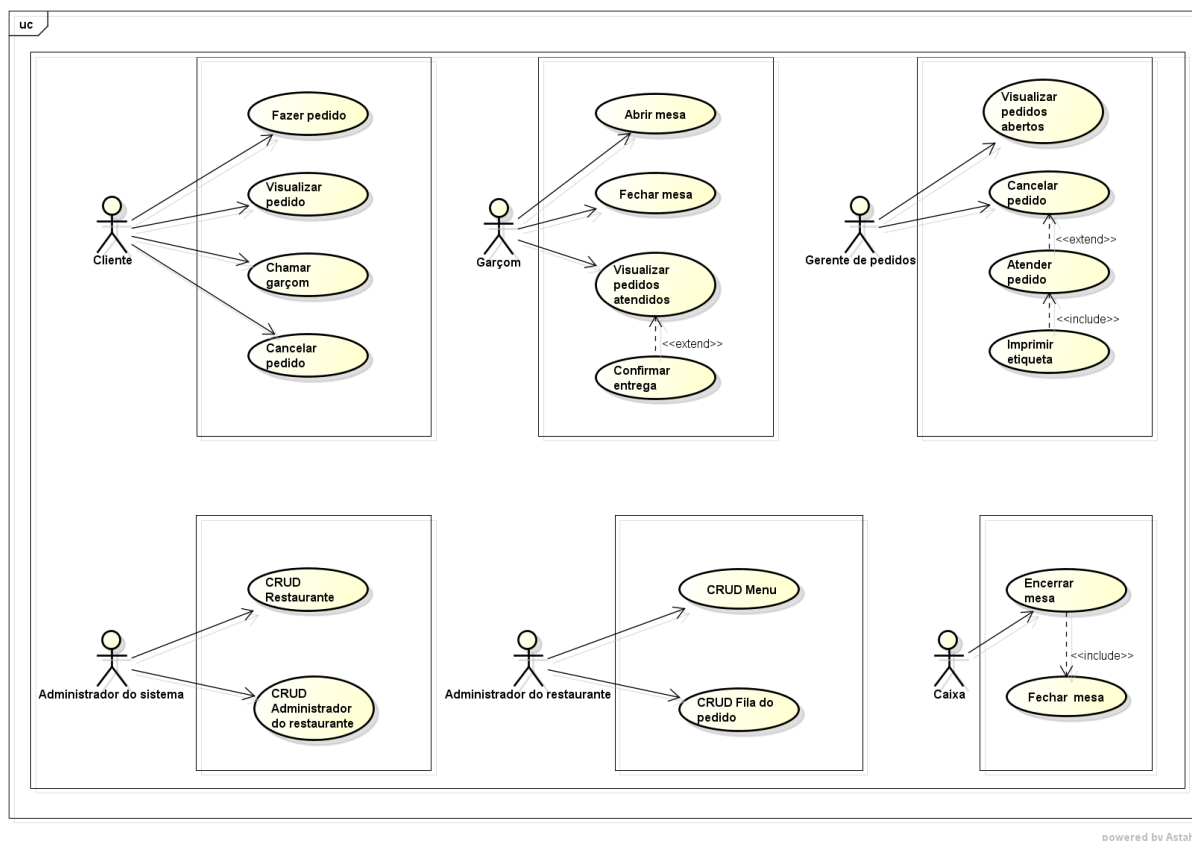 uc
Fazer pedido
Visualizar
pedido
Chamar
garçom
Cancelar
pedido
Cliente
Abrir mesa
Fechar mesa
Visualizar
pedidos
atendidos
<<extend>>
Confirmar
entrega
Garçom
Visualizar
pedidos
abertos
Cancelar
pedido
<<extend>>
Atender
pedido
<<include>>
Imprimir
etiqueta
Gerente de pedidos
CRUD
Restaurante
CRUD
Administrador
do restaurante
Administrador do sistema
CRUD Menu
CRUD Fila do
pedido
Administrador do restaurante
Encerrar
mesa
<<include>>
Fechar mesa
Caixa
powered by Astah